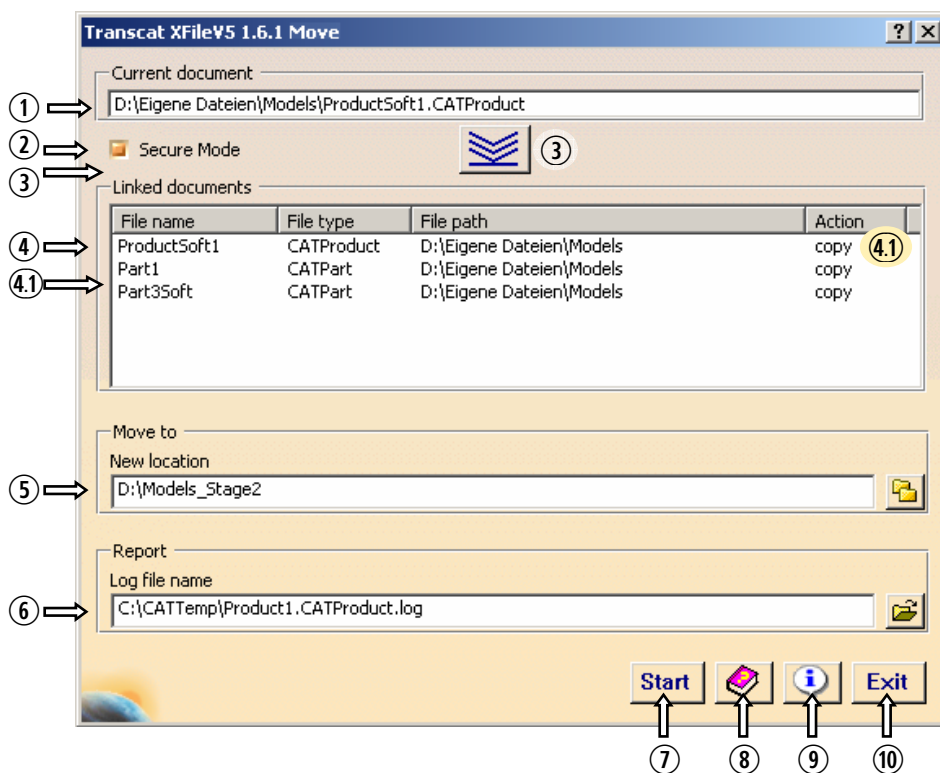 Transcat XFileV5 1.6.1 Move
Current document
① D:\Eigene Dateien\Models\ProductSoft1.CATProduct
② Secure Mode ③
③
Linked documents
File name File type File path Action
④ ProductSoft1 CATProduct D:\Eigene Dateien\Models copy 4.1
Part1 CATPart D:\Eigene Dateien\Models copy
4.1 Part3Soft CATPart D:\Eigene Dateien\Models copy
Move to
New location
⑤ D:\Models_Stage2
Report
Log file name
⑥ C:\CATTemp\Product1.CATProduct.log
Start Exit
⑦ ⑧ ⑨ ⑩